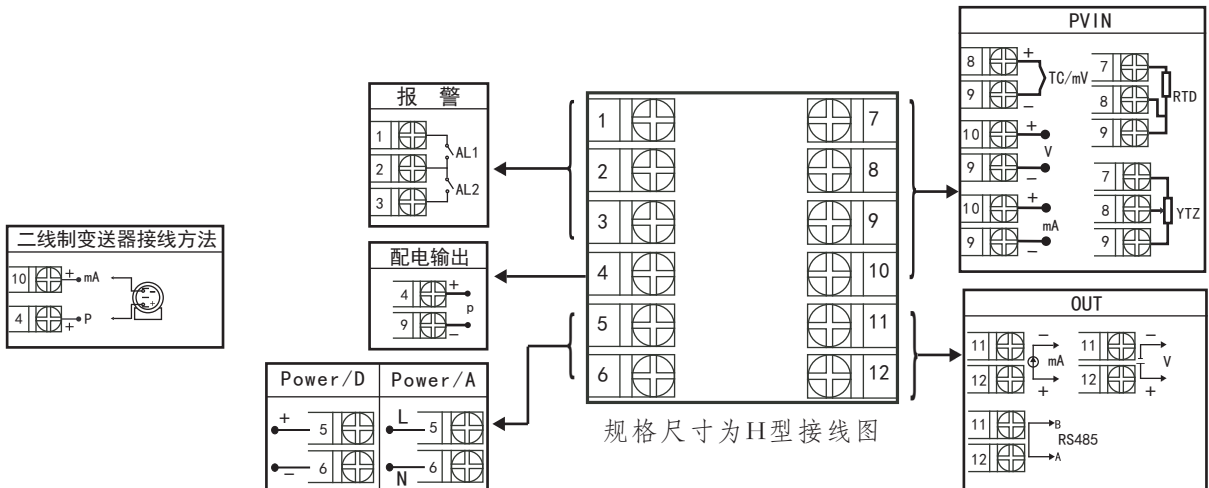 二线制变送器接线方法
10 + mA
4 + P
报 警
1
2
3
AL1
AL2
配电输出
4 +
p
9 −
Power/D Power/A
+ 5 L 5
− 6 N 6
1 7
2 8
3 9
4 10
5 11
6 12
规格尺寸为H型接线图
PVIN
8 +
TC/mV
9 −
10 +
V
9 −
10 +
mA
9 −
7
8
9
RTD
7
8
9
YTZ
OUT
11 −
mA
12 +
11 −
V
12 +
11 B
RS485
12 A